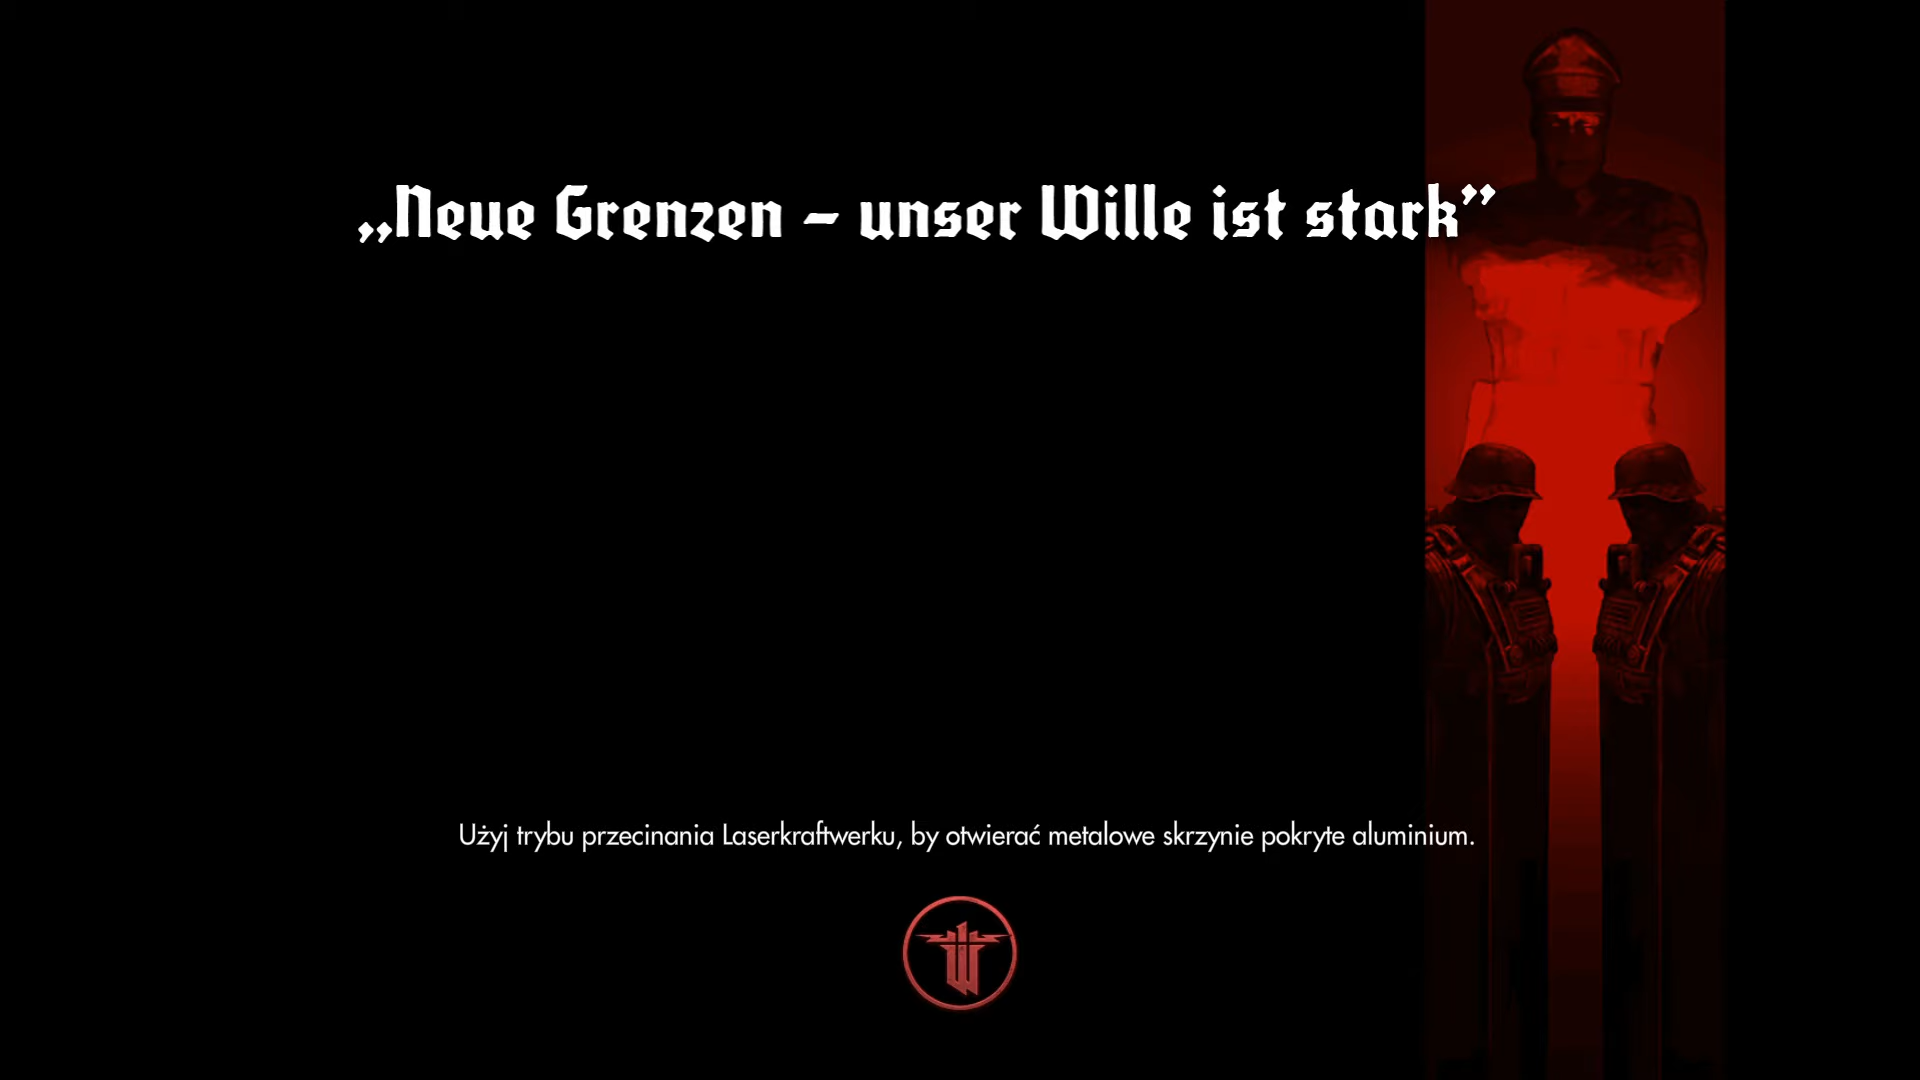 „Neue Grenzen – unser Wille ist stark”
Użyj trybu przecinania Laserkraftwerku, by otwierać metalowe skrzynie pokryte aluminium.